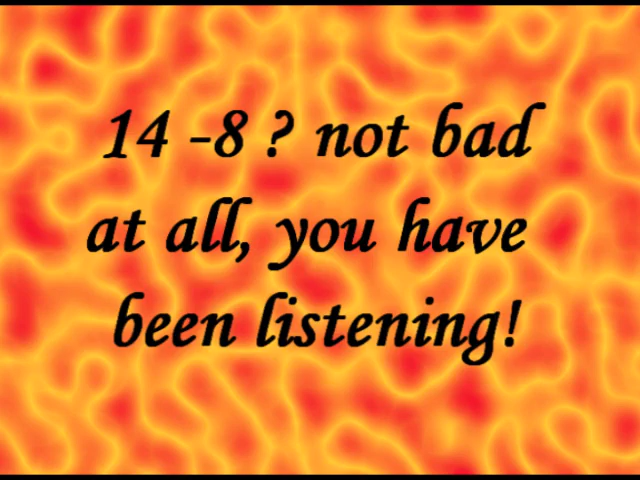 14 -8 ? not bad
at all, you have
been listening!